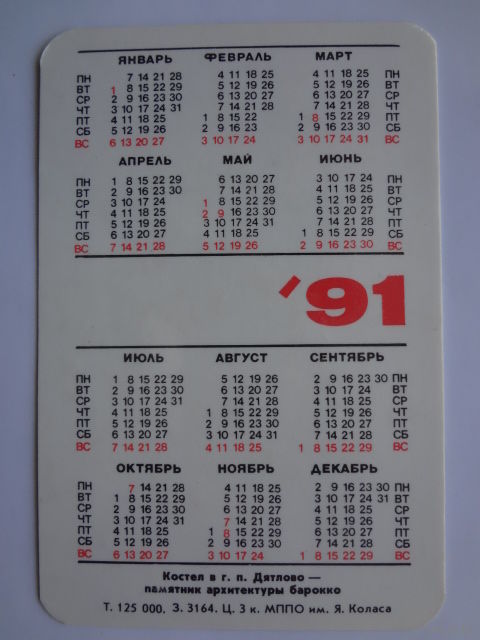 ЯНВАРЬ ФЕВРАЛЬ МАРТ
ПН 7 14 21 28 4 11 18 25 4 11 18 25 ПН
ВТ 1 8 15 22 29 5 12 19 26 5 12 19 26 ВТ
СР 2 9 16 23 30 6 13 20 27 6 13 20 27 СР
ЧТ 3 10 17 24 31 7 14 21 28 7 14 21 28 ЧТ
ПТ 4 11 18 25 1 8 15 22 1 8 15 22 29 ПТ
СБ 5 12 19 26 2 9 16 23 2 9 16 23 30 СБ
ВС 6 13 20 27 3 10 17 24 3 10 17 24 31 ВС
АПРЕЛЬ МАЙ ИЮНЬ
ПН 1 8 15 22 29 6 13 20 27 3 10 17 24 ПН
ВТ 2 9 16 23 30 7 14 21 28 4 11 18 25 ВТ
СР 3 10 17 24 1 8 15 22 29 5 12 19 26 СР
ЧТ 4 11 18 25 2 9 16 23 30 6 13 20 27 ЧТ
ПТ 5 12 19 26 3 10 17 24 31 7 14 21 28 ПТ
СБ 6 13 20 27 4 11 18 25 1 8 15 22 29 СБ
ВС 7 14 21 28 5 12 19 26 2 9 16 23 30 ВС
'91
ИЮЛЬ АВГУСТ СЕНТЯБРЬ
ПН 1 8 15 22 29 5 12 19 26 2 9 16 23 30 ПН
ВТ 2 9 16 23 30 6 13 20 27 3 10 17 24 ВТ
СР 3 10 17 24 31 7 14 21 28 4 11 18 25 СР
ЧТ 4 11 18 25 1 8 15 22 29 5 12 19 26 ЧТ
ПТ 5 12 19 26 2 9 16 23 30 6 13 20 27 ПТ
СБ 6 13 20 27 3 10 17 24 31 7 14 21 28 СБ
ВС 7 14 21 28 4 11 18 25 1 8 15 22 29 ВС
ОКТЯБРЬ НОЯБРЬ ДЕКАБРЬ
ПН 7 14 21 28 4 11 18 25 2 9 16 23 30 ПН
ВТ 1 8 15 22 29 5 12 19 26 3 10 17 24 31 ВТ
СР 2 9 16 23 30 6 13 20 27 4 11 18 25 СР
ЧТ 3 10 17 24 31 7 14 21 28 5 12 19 26 ЧТ
ПТ 4 11 18 25 1 8 15 22 29 6 13 20 27 ПТ
СБ 5 12 19 26 2 9 16 23 30 7 14 21 28 СБ
ВС 6 13 20 27 3 10 17 24 1 8 15 22 29 ВС
Костел в г. п. Дятлово —
памятник архитектуры барокко
Т. 125 000. З. 3164. Ц. 3 к. МППО им. Я. Коласа